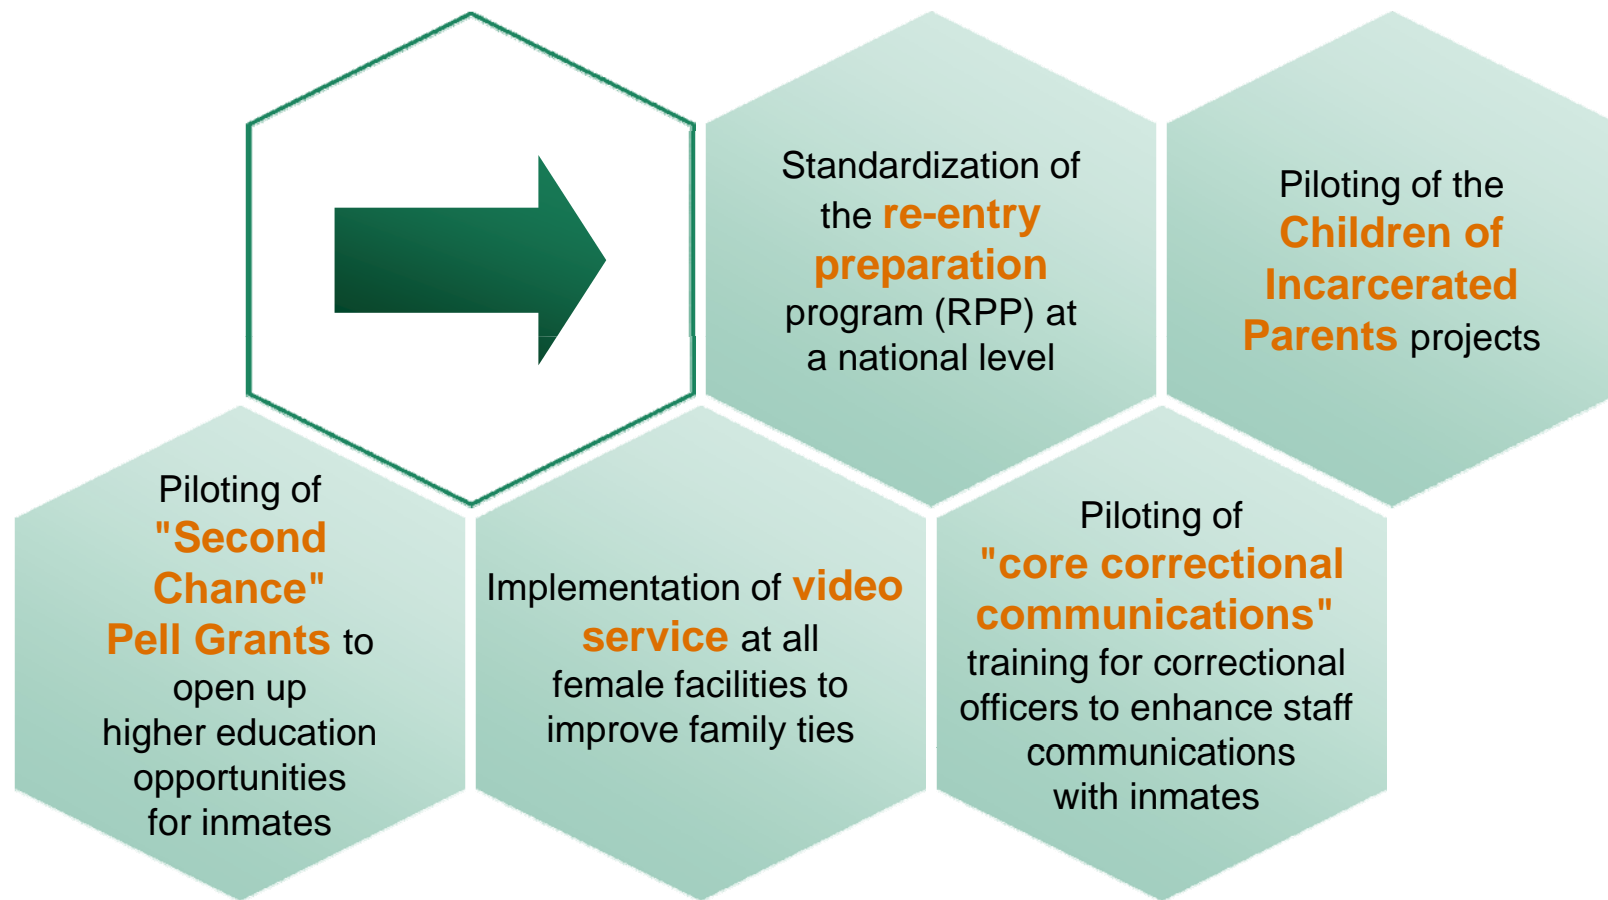 Standardization of
the re-entry
preparation
program (RPP) at
a national level
Piloting of the
Children of
Incarcerated
Parents projects
Piloting of
"Second
Chance"
Pell Grants to
open up
higher education
opportunities
for inmates
Implementation of video
service at all
female facilities to
improve family ties
Piloting of
"core correctional
communications"
training for correctional
officers to enhance staff
communications
with inmates